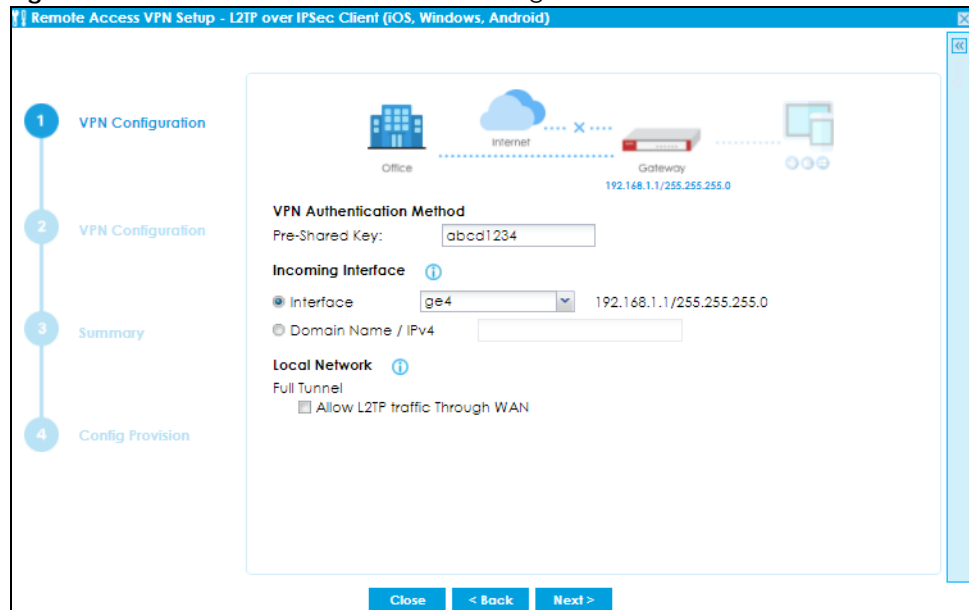 Remote Access VPN Setup - L2TP over IPSec Client (iOS, Windows, Android)
1 VPN Configuration
2 VPN Configuration
3 Summary
4 Config Provision
Internet
Office
Gateway
192.168.1.1/255.255.255.0
VPN Authentication Method
Pre-Shared Key: abcd1234
Incoming Interface
Interface ge4 192.168.1.1/255.255.255.0
Domain Name / IPv4
Local Network
Full Tunnel
Allow L2TP traffic Through WAN
Close < Back Next >